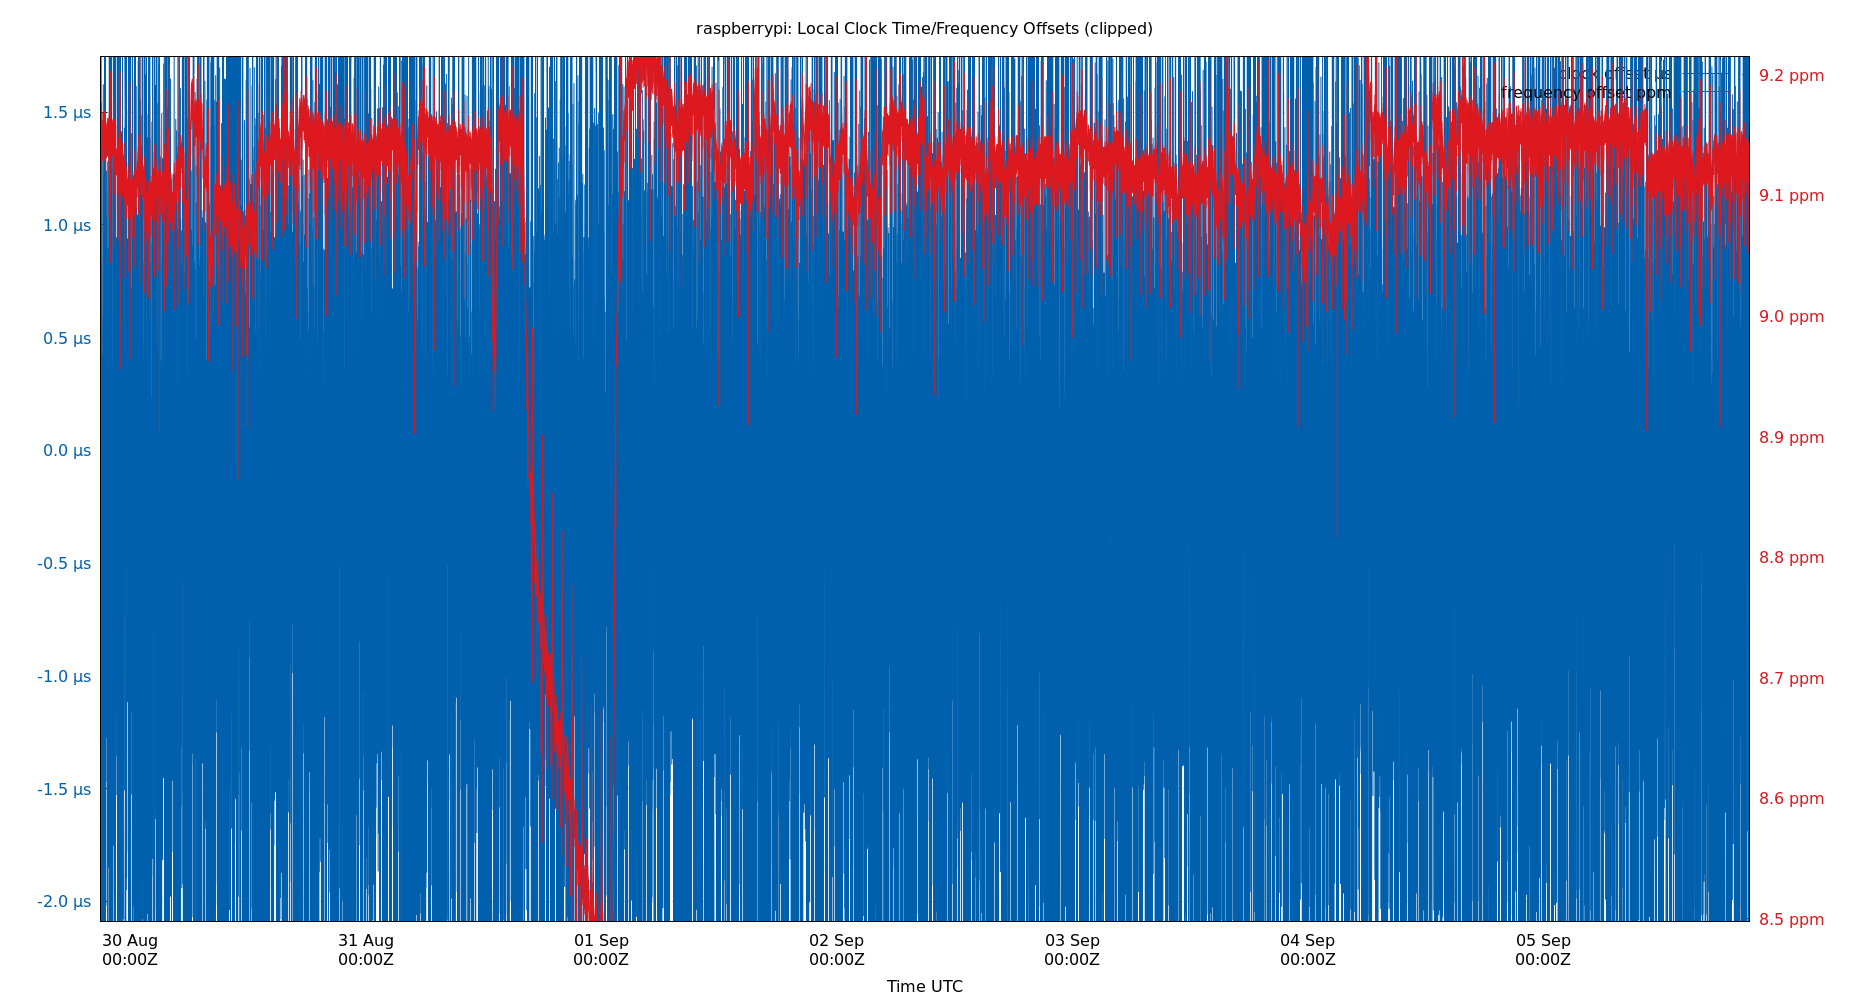 raspberrypi: Local Clock Time/Frequency Offsets (clipped)
clock offset us
frequency offset ppm
1.5 µs
1.0 µs
0.5 µs
0.0 µs
-0.5 µs
-1.0 µs
-1.5 µs
-2.0 µs
9.2 ppm
9.1 ppm
9.0 ppm
8.9 ppm
8.8 ppm
8.7 ppm
8.6 ppm
8.5 ppm
30 Aug 31 Aug 01 Sep 02 Sep 03 Sep 04 Sep 05 Sep
00:00Z 00:00Z 00:00Z 00:00Z 00:00Z 00:00Z 00:00Z
Time UTC